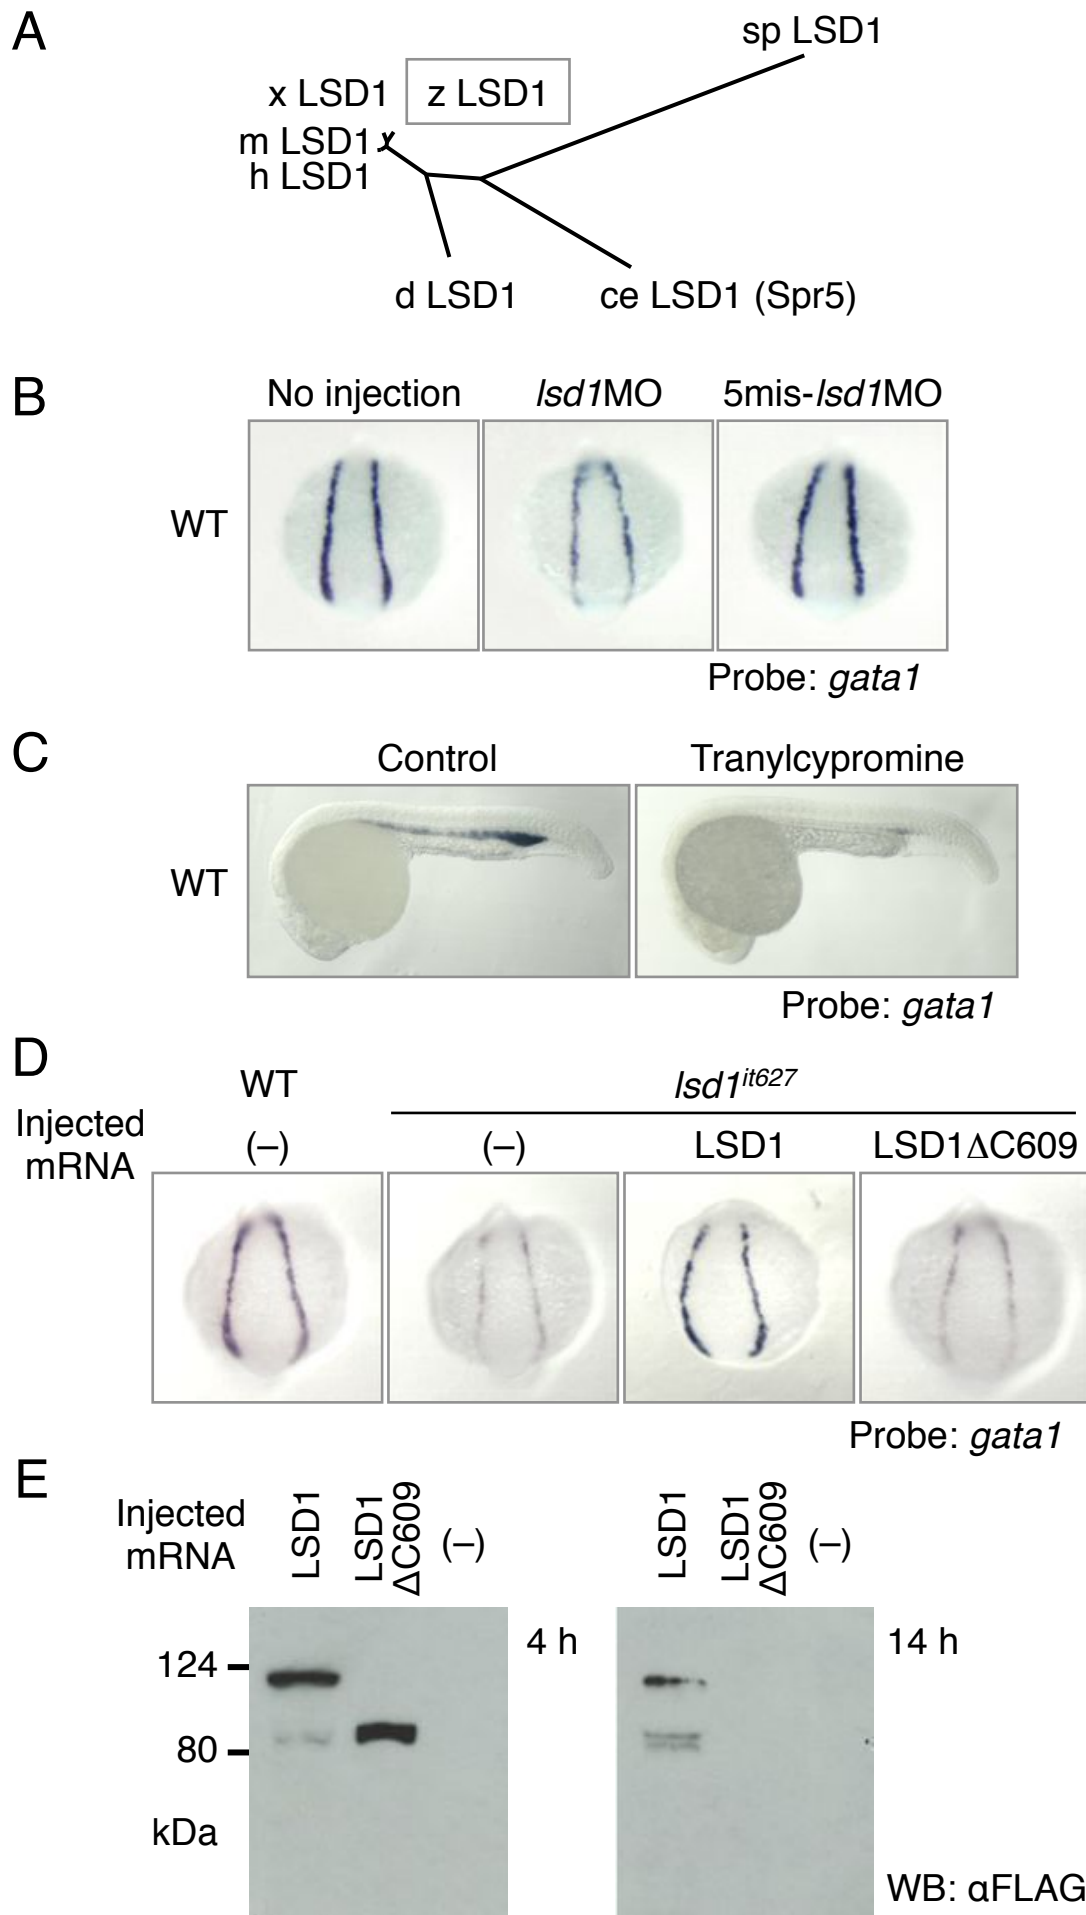 A
sp LSD1
x LSD1
z LSD1
m LSD1
h LSD1
d LSD1
ce LSD1 (Spr5)
B
No injection
lsd1MO
5mis-lsd1MO
WT
Probe: gata1
C
Control
Tranylcypromine
WT
Probe: gata1
D
WT
lsd1it627
Injected
mRNA
(–)
(–)
LSD1
LSD1ΔC609
Probe: gata1
E
Injected
mRNA
LSD1
LSD1
ΔC609
(–)
LSD1
LSD1
ΔC609
(–)
4 h
14 h
124
80
kDa
WB: αFLAG